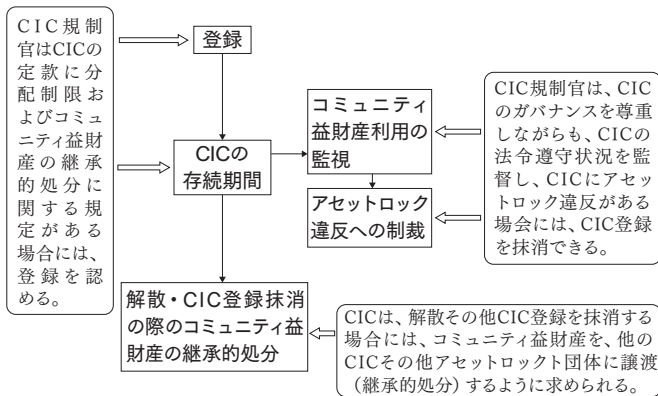 CIC規制
官はCICの
定款に分
配制限お
よびコミュ
ニティ益財
産の継承
的処分に
関する規
定がある
場合には、
登録を認
める。
登録
CICの
存続期間
コミュニティ
益財産利用の
監視
アセットロック
違反への制裁
CIC規制官は、CIC
のガバナンスを尊重
しながらも、CICの
法令遵守状況を監
督し、CICにアセッ
トロック違反がある
場会には、CIC登録
を抹消できる。
解散・CIC登録抹消
の際のコミュニティ益
財産の継承的処分
CICは、解散その他CIC登録を抹消する
場合には、コミュニティ益財産を、他の
CICその他アセットロックト団体に譲渡
（継承的処分）するように求められる。